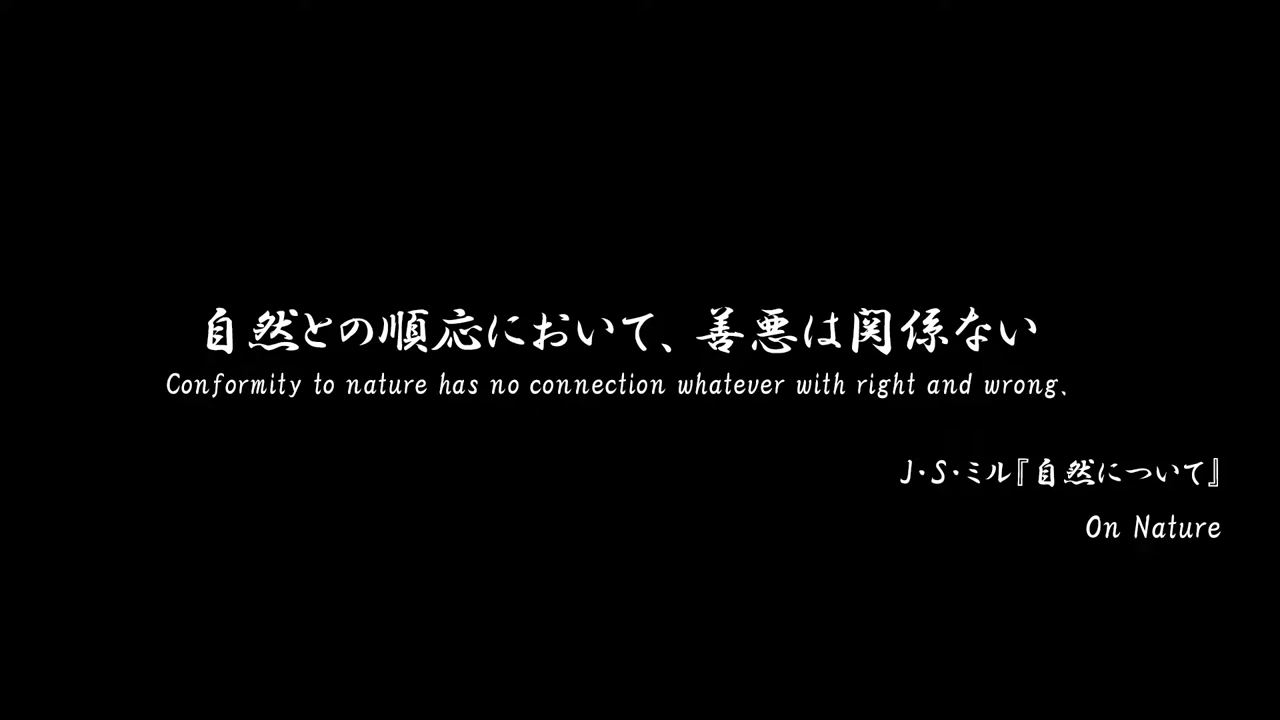 自然との順応において、善悪は関係ない
Conformity to nature has no connection whatever with right and wrong.
J・S・ミル『自然について』
On Nature